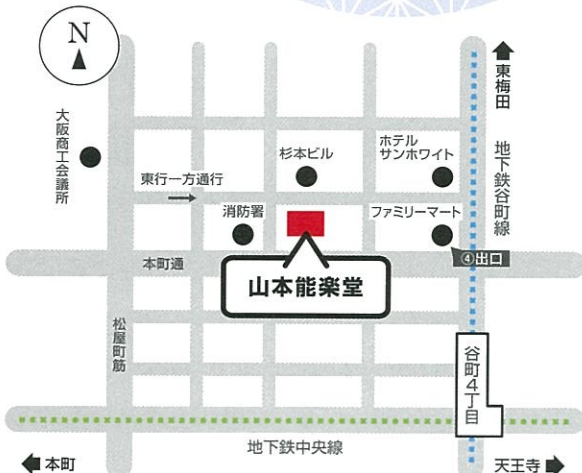 N
東梅田
大阪商工会議所
杉本ビル
ホテル
サンホワイト
地下鉄谷町線
東行一方通行
消防署
ファミリーマート
④出口
本町通
山本能楽堂
松屋町筋
谷町4丁目
地下鉄中央線
本町
天王寺